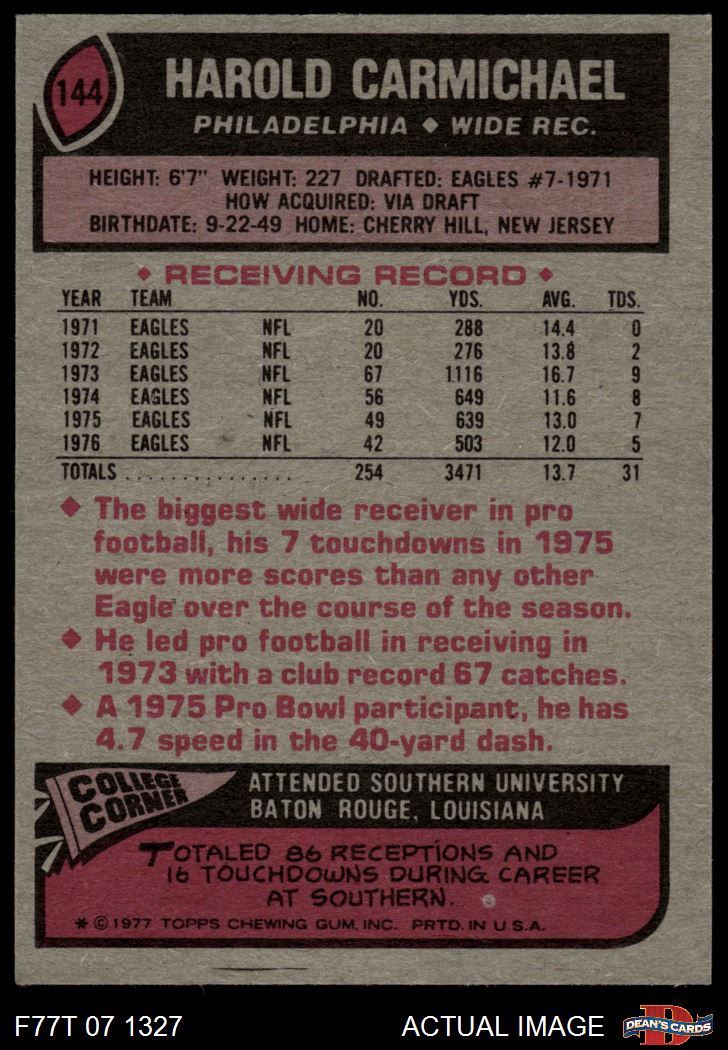 144
HAROLD CARMICHAEL
PHILADELPHIA ◆ WIDE REC.
HEIGHT: 6'7" WEIGHT: 227 DRAFTED: EAGLES #7-1971
HOW ACQUIRED: VIA DRAFT
BIRTHDATE: 9-22-49 HOME: CHERRY HILL, NEW JERSEY
◆ RECEIVING RECORD ◆
YEAR TEAM NO. YDS. AVG. TDS.
1971 EAGLES NFL 20 288 14.4 0
1972 EAGLES NFL 20 276 13.8 2
1973 EAGLES NFL 67 1116 16.7 9
1974 EAGLES NFL 56 649 11.6 8
1975 EAGLES NFL 49 639 13.0 7
1976 EAGLES NFL 42 503 12.0 5
TOTALS . . . . . . . . . . . . . . . 254 3471 13.7 31
◆ The biggest wide receiver in pro
football, his 7 touchdowns in 1975
were more scores than any other
Eagle over the course of the season.
◆ He led pro football in receiving in
1973 with a club record 67 catches.
◆ A 1975 Pro Bowl participant, he has
4.7 speed in the 40-yard dash.
COLLEGE
CORNER
ATTENDED SOUTHERN UNIVERSITY
BATON ROUGE, LOUISIANA
TOTALED 86 RECEPTIONS AND
16 TOUCHDOWNS DURING CAREER
AT SOUTHERN.
* © 1977 TOPPS CHEWING GUM, INC. PRTD. IN U.S.A.
F77T 07 1327 ACTUAL IMAGE
D
DEAN'S CARDS